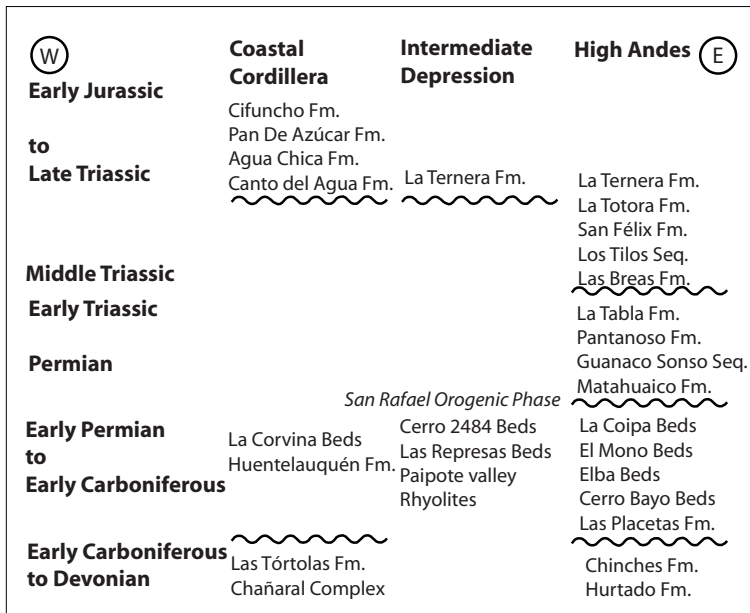 W
Coastal
Cordillera
Intermediate
Depression
High Andes
E
Early Jurassic
to
Late Triassic
Cifuncho Fm.
Pan De Azúcar Fm.
Agua Chica Fm.
Canto del Agua Fm.
La Ternera Fm.
La Ternera Fm.
La Totora Fm.
San Félix Fm.
Los Tilos Seq.
Las Breas Fm.
Middle Triassic
Early Triassic
Permian
La Tabla Fm.
Pantanoso Fm.
Guanaco Sonso Seq.
Matahuaico Fm.
San Rafael Orogenic Phase
Early Permian
to
Early Carboniferous
La Corvina Beds
Huentelauquén Fm.
Cerro 2484 Beds
Las Represas Beds
Paipote valley
Rhyolites
La Coipa Beds
El Mono Beds
Elba Beds
Cerro Bayo Beds
Las Placetas Fm.
Early Carboniferous
to Devonian
Las Tórtolas Fm.
Chañaral Complex
Chinches Fm.
Hurtado Fm.